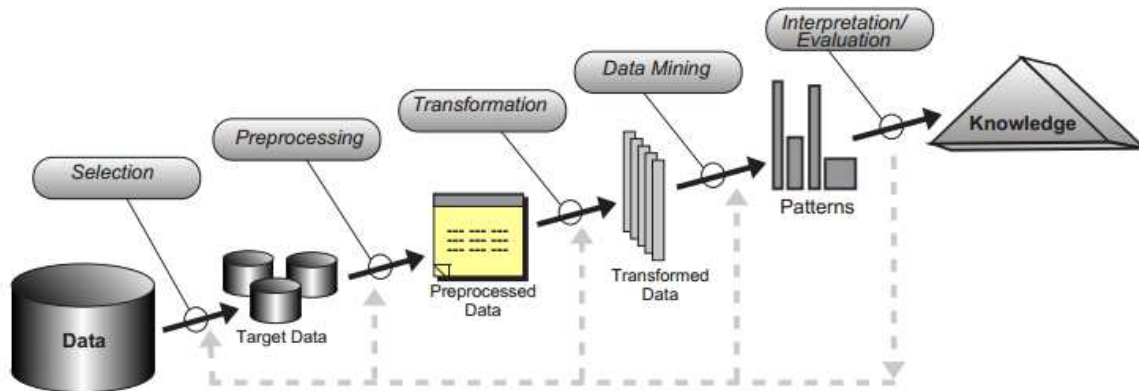 Interpretation/
Evaluation
Data Mining
Transformation
Preprocessing
Selection
Knowledge
Patterns
Transformed
Data
Preprocessed
Data
Target Data
Data